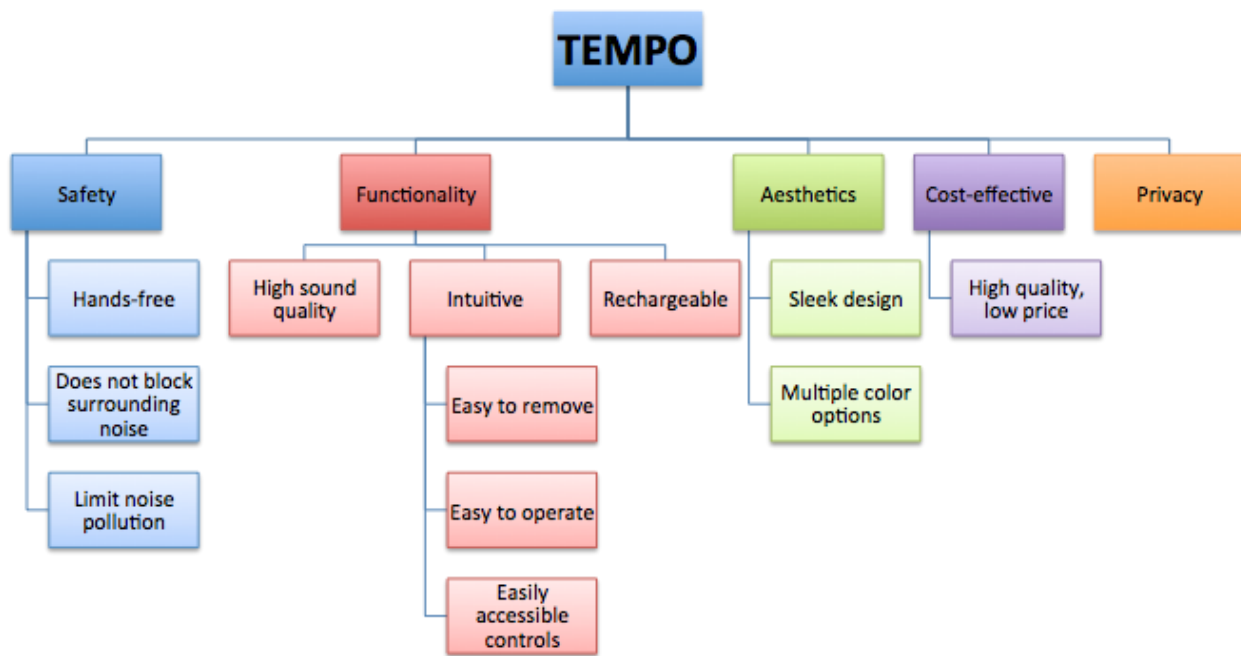 TEMPO
Safety
Functionality
Aesthetics
Cost-effective
Privacy
Hands-free
High sound
quality
Intuitive
Rechargeable
Sleek design
High quality,
low price
Does not block
surrounding
noise
Easy to remove
Multiple color
options
Limit noise
pollution
Easy to operate
Easily
accessible
controls